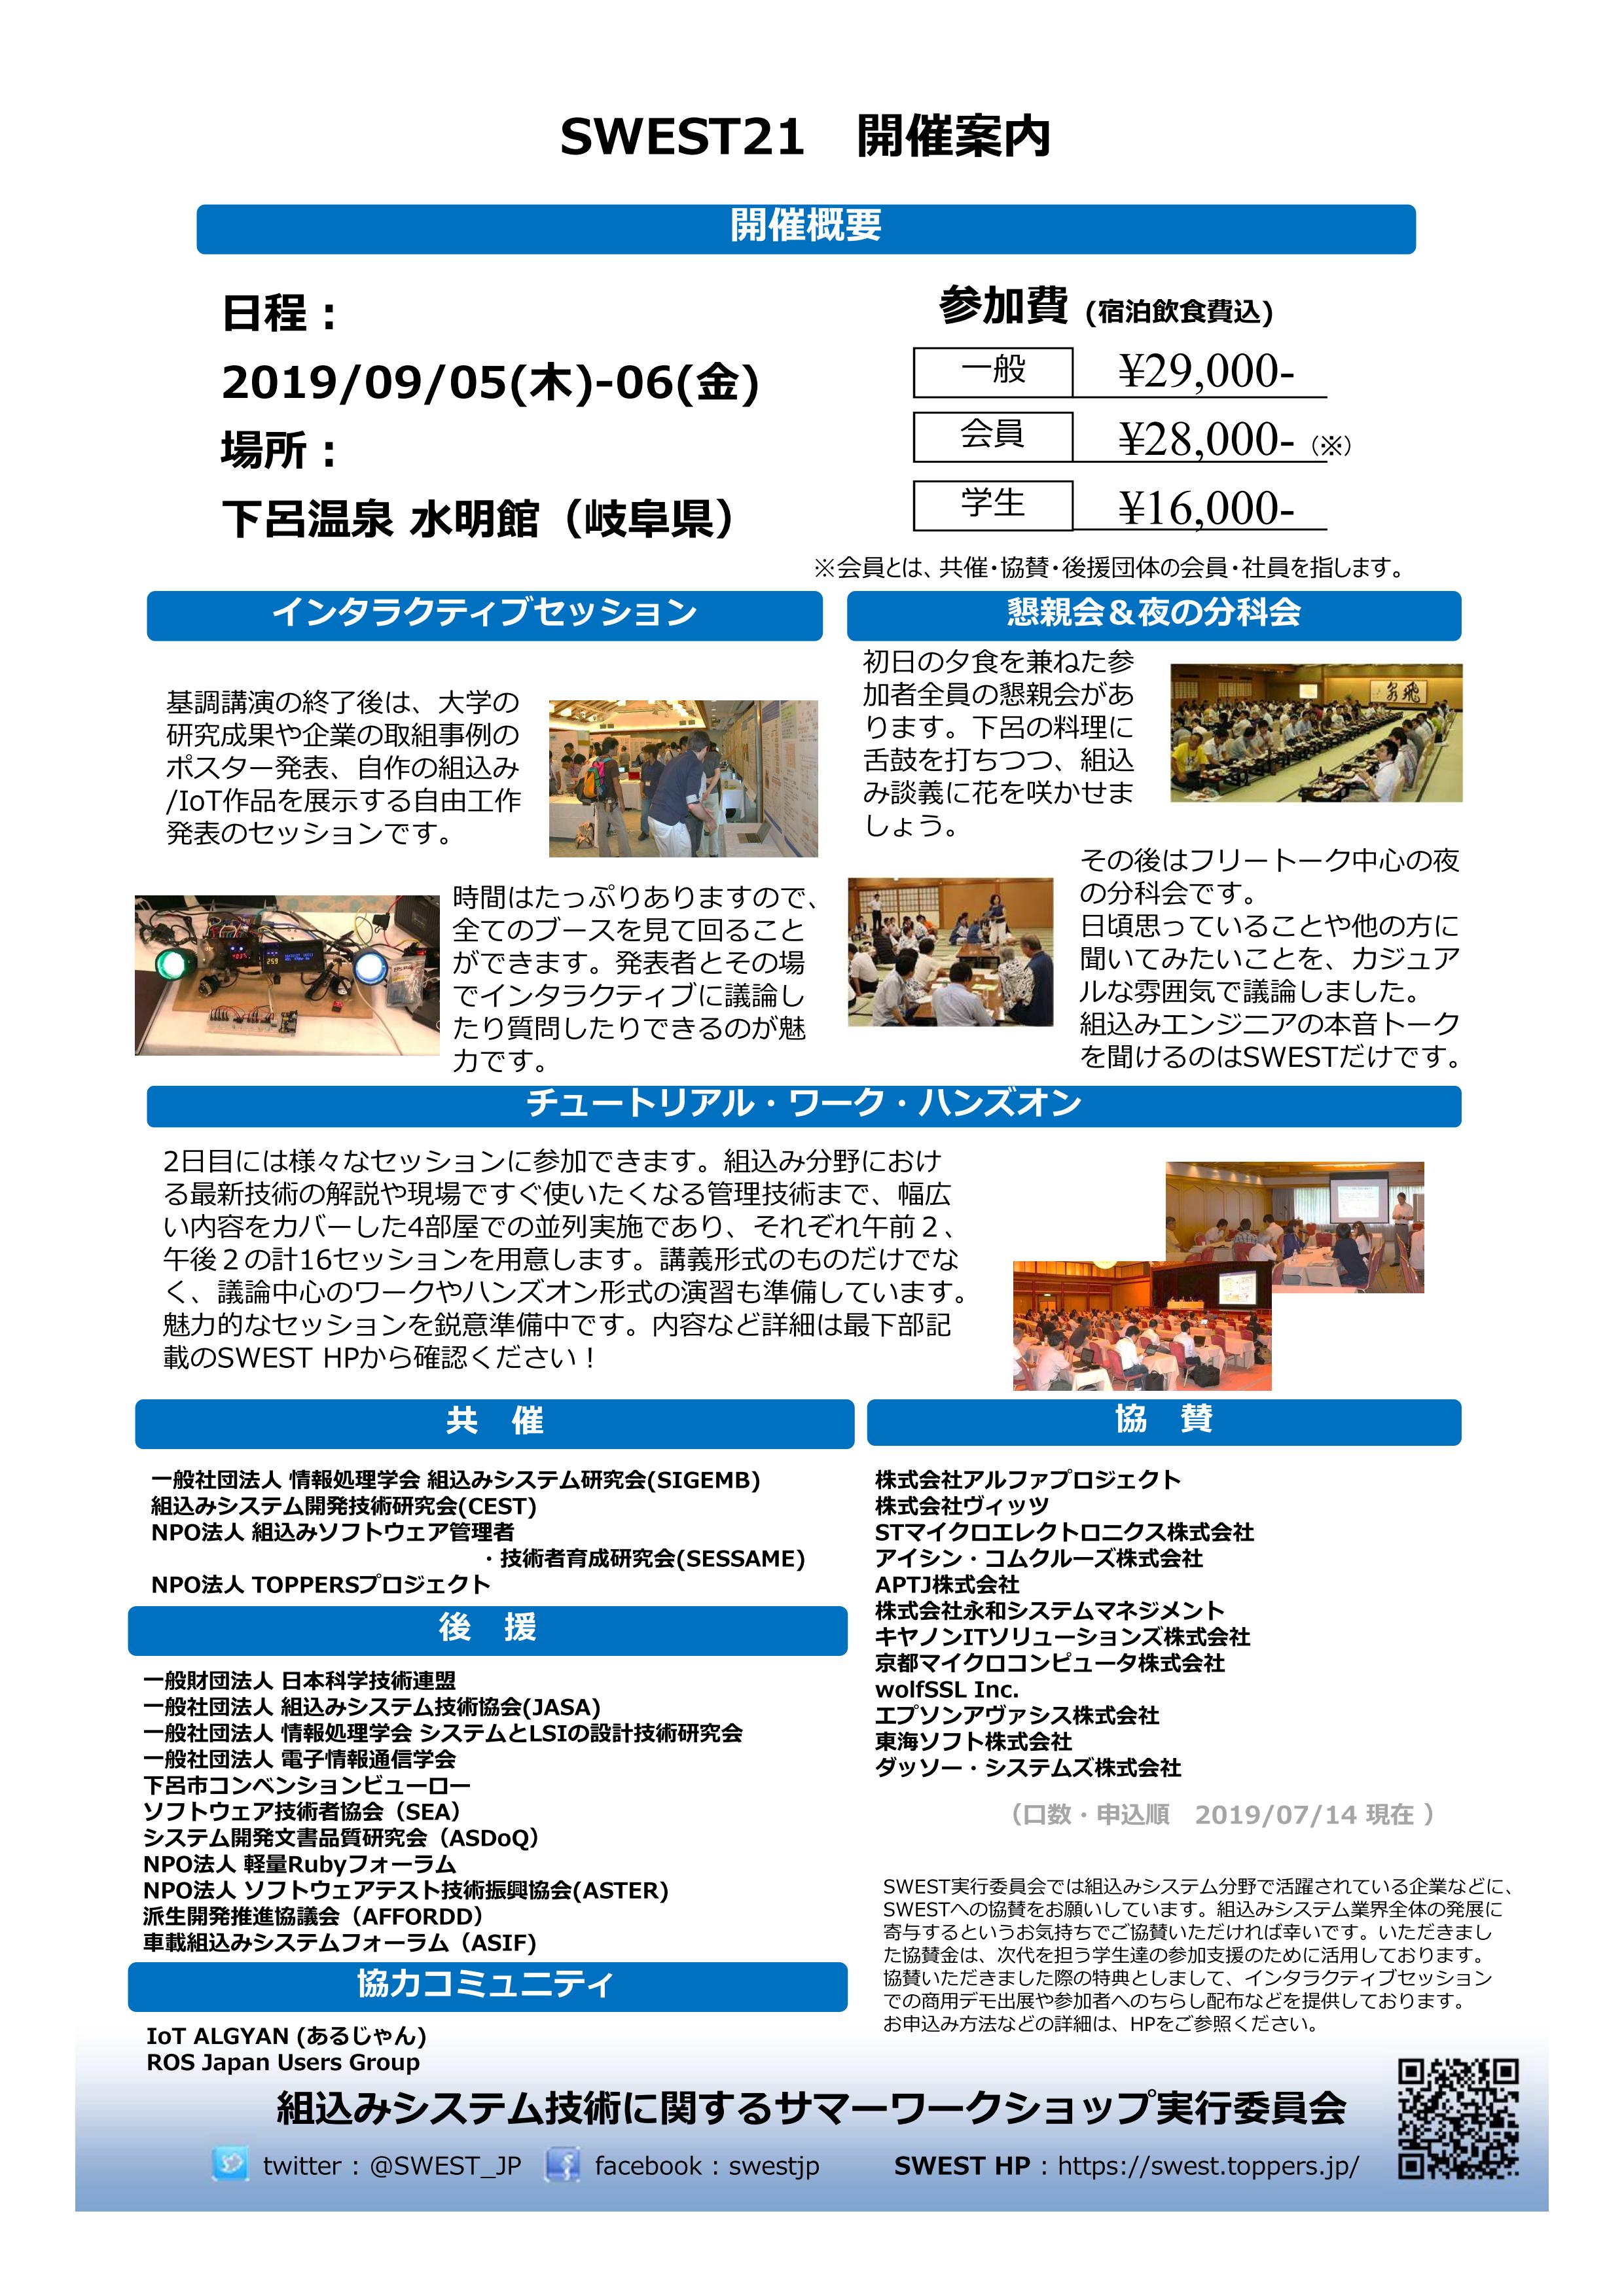 SWEST21　開催案内
開催概要
日程：
2019/09/05(木)-06(金)
場所：
下呂温泉 水明館（岐阜県）
参加費 (宿泊飲食費込)
一般 ¥29,000-
会員 ¥28,000- (※)
学生 ¥16,000-
※会員とは、共催・協賛・後援団体の会員・社員を指します。
インタラクティブセッション
基調講演の終了後は、大学の
研究成果や企業の取組事例の
ポスター発表、自作の組込み
/IoT作品を展示する自由工作
発表のセッションです。
時間はたっぷりありますので、
全てのブースを見て回ること
ができます。発表者とその場
でインタラクティブに議論し
たり質問したりできるのが魅
力です。
懇親会＆夜の分科会
初日の夕食を兼ねた参
加者全員の懇親会があ
ります。下呂の料理に
舌鼓を打ちつつ、組込
み談義に花を咲かせま
しょう。
その後はフリートーク中心の夜
の分科会です。
日頃思っていることや他の方に
聞いてみたいことを、カジュア
ルな雰囲気で議論しました。
組込みエンジニアの本音トーク
を聞けるのはSWESTだけです。
チュートリアル・ワーク・ハンズオン
2日目には様々なセッションに参加できます。組込み分野におけ
る最新技術の解説や現場ですぐ使いたくなる管理技術まで、幅広
い内容をカバーした4部屋での並列実施であり、それぞれ午前２、
午後２の計16セッションを用意します。講義形式のものだけでな
く、議論中心のワークやハンズオン形式の演習も準備しています。
魅力的なセッションを鋭意準備中です。内容など詳細は最下部記
載のSWEST HPから確認ください！
共　催
一般社団法人 情報処理学会 組込みシステム研究会(SIGEMB)
組込みシステム開発技術研究会(CEST)
NPO法人 組込みソフトウェア管理者
・技術者育成研究会(SESSAME)
NPO法人 TOPPERSプロジェクト
後　援
一般財団法人 日本科学技術連盟
一般社団法人 組込みシステム技術協会(JASA)
一般社団法人 情報処理学会 システムとLSIの設計技術研究会
一般社団法人 電子情報通信学会
下呂市コンベンションビューロー
ソフトウェア技術者協会（SEA）
システム開発文書品質研究会（ASDoQ）
NPO法人 軽量Rubyフォーラム
NPO法人 ソフトウェアテスト技術振興協会(ASTER)
派生開発推進協議会（AFFORDD）
車載組込みシステムフォーラム（ASIF)
協力コミュニティ
IoT ALGYAN (あるじゃん)
ROS Japan Users Group
協　賛
株式会社アルファプロジェクト
株式会社ヴィッツ
STマイクロエレクトロニクス株式会社
アイシン・コムクルーズ株式会社
APTJ株式会社
株式会社永和システムマネジメント
キヤノンITソリューションズ株式会社
京都マイクロコンピュータ株式会社
wolfSSL Inc.
エプソンアヴァシス株式会社
東海ソフト株式会社
ダッソー・システムズ株式会社
（口数・申込順　2019/07/14 現在 ）
SWEST実行委員会では組込みシステム分野で活躍されている企業などに、
SWESTへの協賛をお願いしています。組込みシステム業界全体の発展に
寄与するというお気持ちでご協賛いただければ幸いです。いただきまし
た協賛金は、次代を担う学生達の参加支援のために活用しております。
協賛いただきました際の特典としまして、インタラクティブセッション
での商用デモ出展や参加者へのちらし配布などを提供しております。
お申込み方法などの詳細は、HPをご参照ください。
組込みシステム技術に関するサマーワークショップ実行委員会
twitter : @SWEST_JP facebook : swestjp SWEST HP : https://swest.toppers.jp/